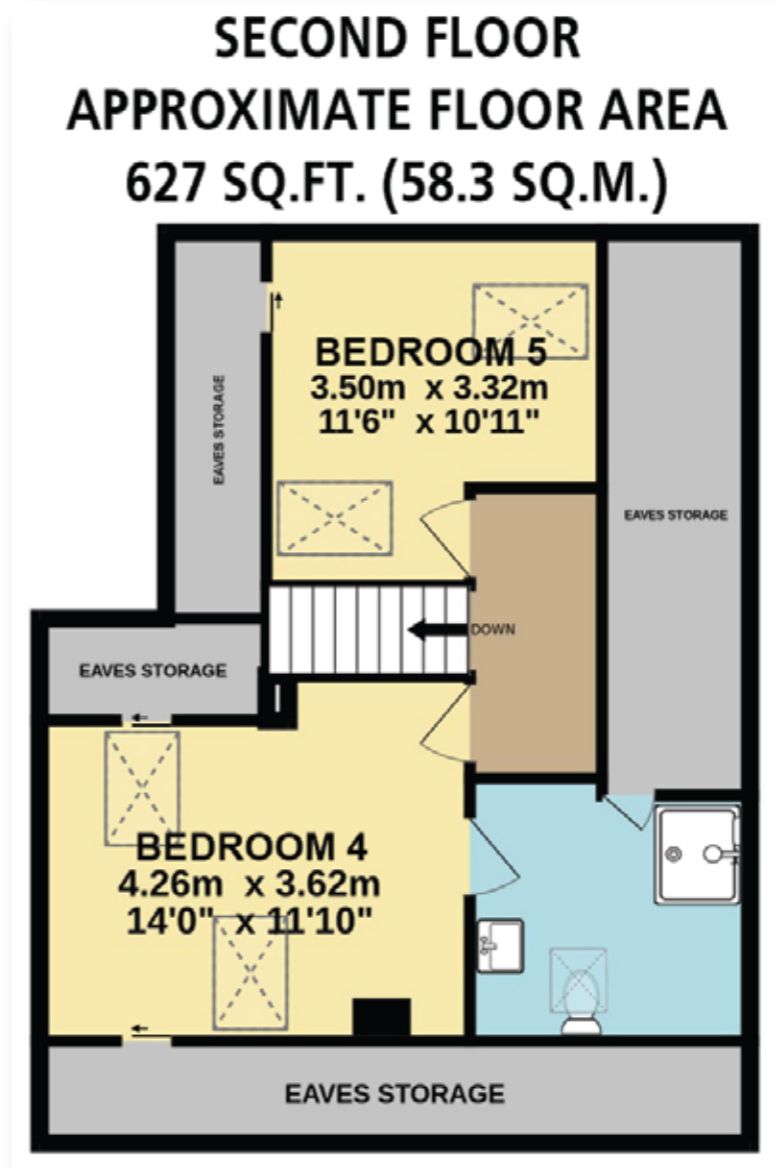 SECOND FLOOR
APPROXIMATE FLOOR AREA
627 SQ.FT. (58.3 SQ.M.)
BEDROOM 5
3.50m x 3.32m
11'6" x 10'11"
EAVES STORAGE
EAVES STORAGE
DOWN
EAVES STORAGE
BEDROOM 4
4.26m x 3.62m
14'0" x 11'10"
EAVES STORAGE